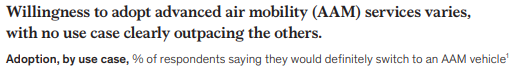 Willingness to adopt advanced air mobility (AAM) services varies,
with no use case clearly outpacing the others.
Adoption, by use case, % of respondents saying they would definitely switch to an AAM vehicle¹